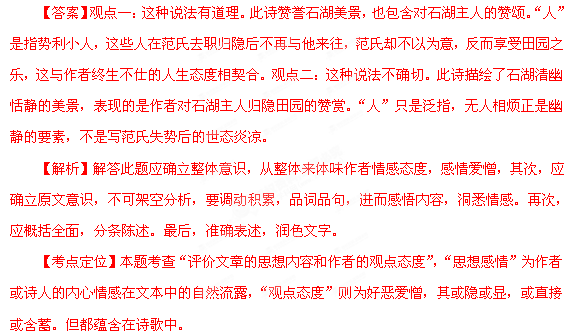 【答案】观点一：这种说法有道理。此诗赞誉石湖美景，也包含对石湖主人的赞颂。“人”
是指势利小人，这些人在范氏去职归隐后不再与他来往，范氏却不以为意，反而享受田园之
乐，这与作者终生不仕的人生态度相契合。观点二：这种说法不确切。此诗描绘了石湖清幽
恬静的美景，表现的是作者对石湖主人归隐田园的赞赏。“人”只是泛指，无人相烦正是幽
静的要素，不是写范氏失势后的世态炎凉。
【解析】解答此题应确立整体意识，从整体来体味作者情感态度，感情爱憎，其次，应
确立原文意识，不可架空分析，要调动积累，品词品句，进而感悟内容，洞悉情感。再次，
应概括全面，分条陈述。最后，准确表述，润色文字。
【考点定位】本题考查“评价文章的思想内容和作者的观点态度”，“思想感情”为作者
或诗人的内心情感在文本中的自然流露，“观点态度”则为好恶爱憎，其或隐或显，或直接
或含蓄。但都蕴含在诗歌中。